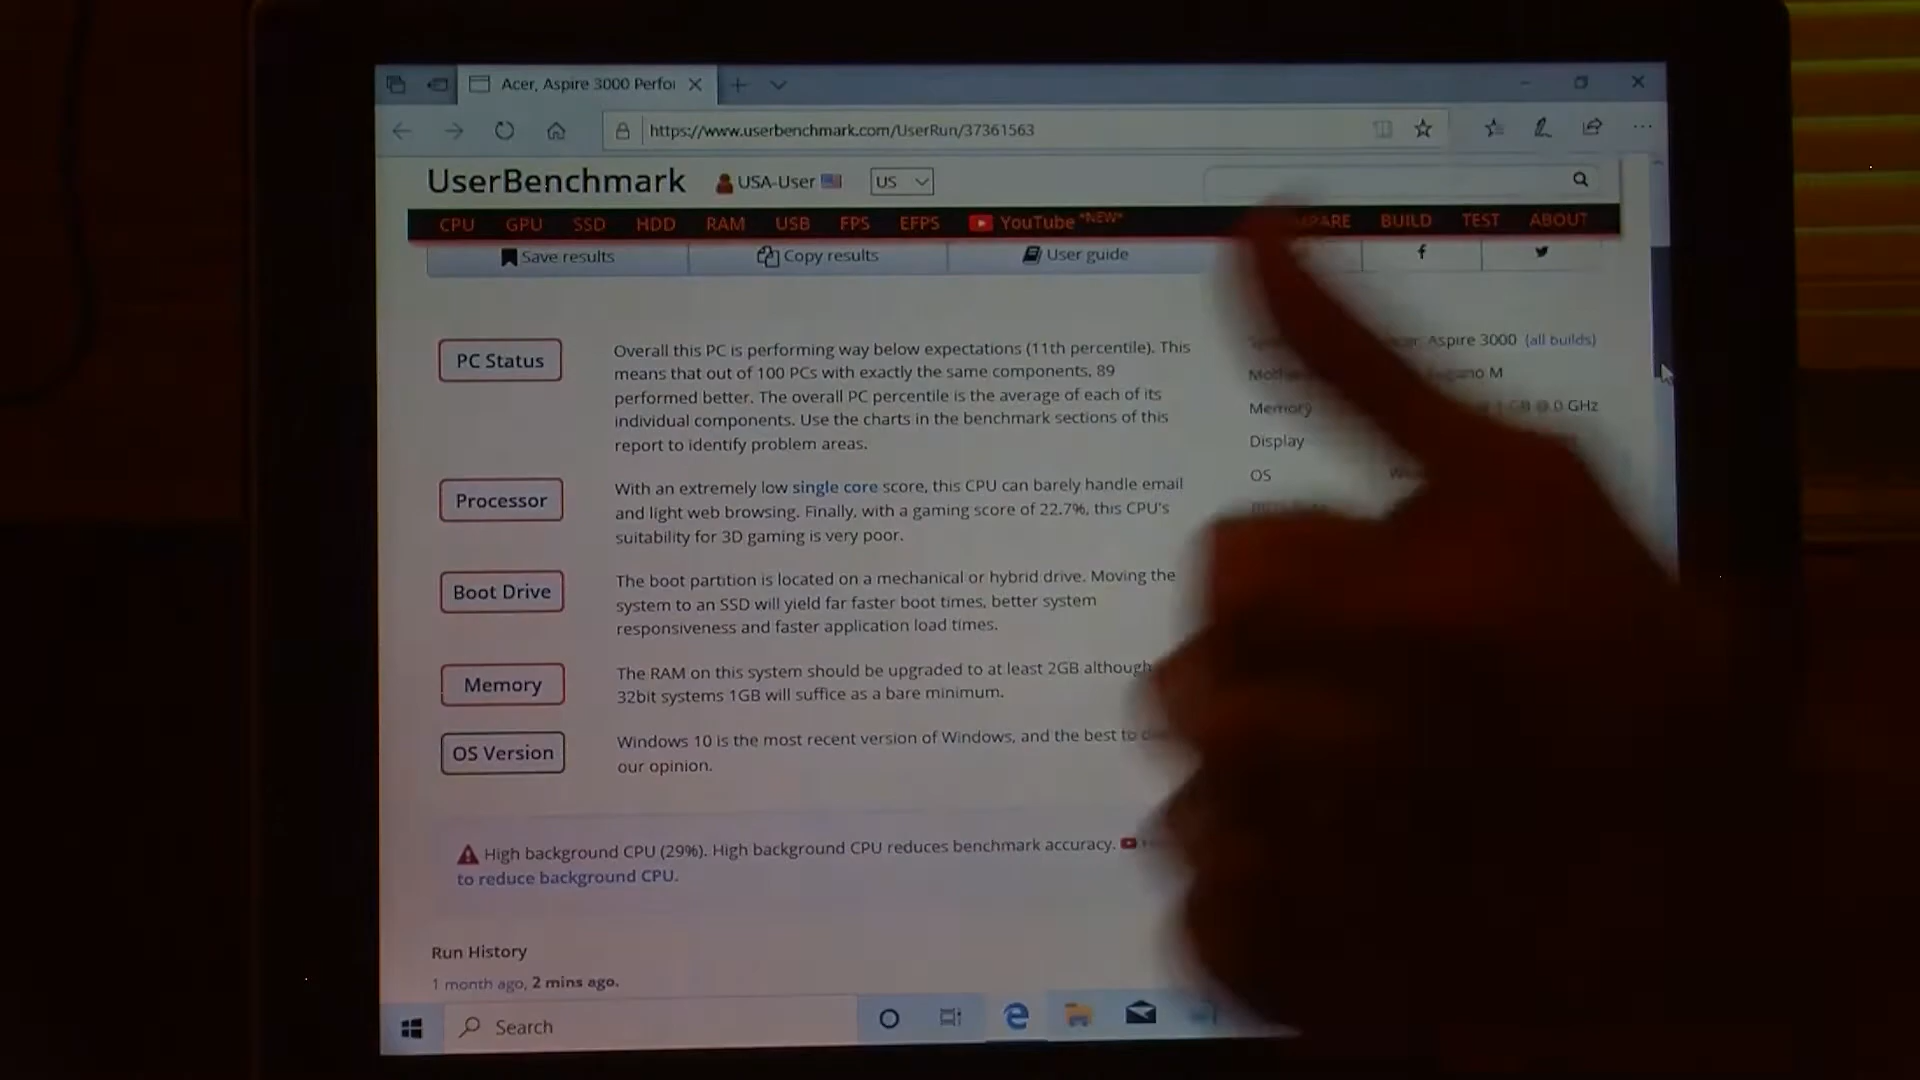 Acer, Aspire 3000 Perfo
https://www.userbenchmark.com/UserRun/37361563
UserBenchmark USA-User US
CPU GPU SSD HDD RAM USB FPS EFPS YouTube *NEW* BUILD TEST ABOUT
Save results Copy results User guide
PC Status
Overall this PC is performing way below expectations (11th percentile). This
means that out of 100 PCs with exactly the same components, 89
performed better. The overall PC percentile is the average of each of its
individual components. Use the charts in the benchmark sections of this
report to identify problem areas.
Processor
With an extremely low single core score, this CPU can barely handle email
and light web browsing. Finally, with a gaming score of 22.7%, this CPU's
suitability for 3D gaming is very poor.
Boot Drive
The boot partition is located on a mechanical or hybrid drive. Moving the
system to an SSD will yield far faster boot times, better system
responsiveness and faster application load times.
Memory
The RAM on this system should be upgraded to at least 2GB although
32bit systems 1GB will suffice as a bare minimum.
OS Version
Windows 10 is the most recent version of Windows, and the best to
our opinion.
Aspire 3000 (all builds)
M
Memory 1 GB @.0 GHz
Display
OS
High background CPU (29%). High background CPU reduces benchmark accuracy.
to reduce background CPU.
Run History
1 month ago, 2 mins ago.
Search